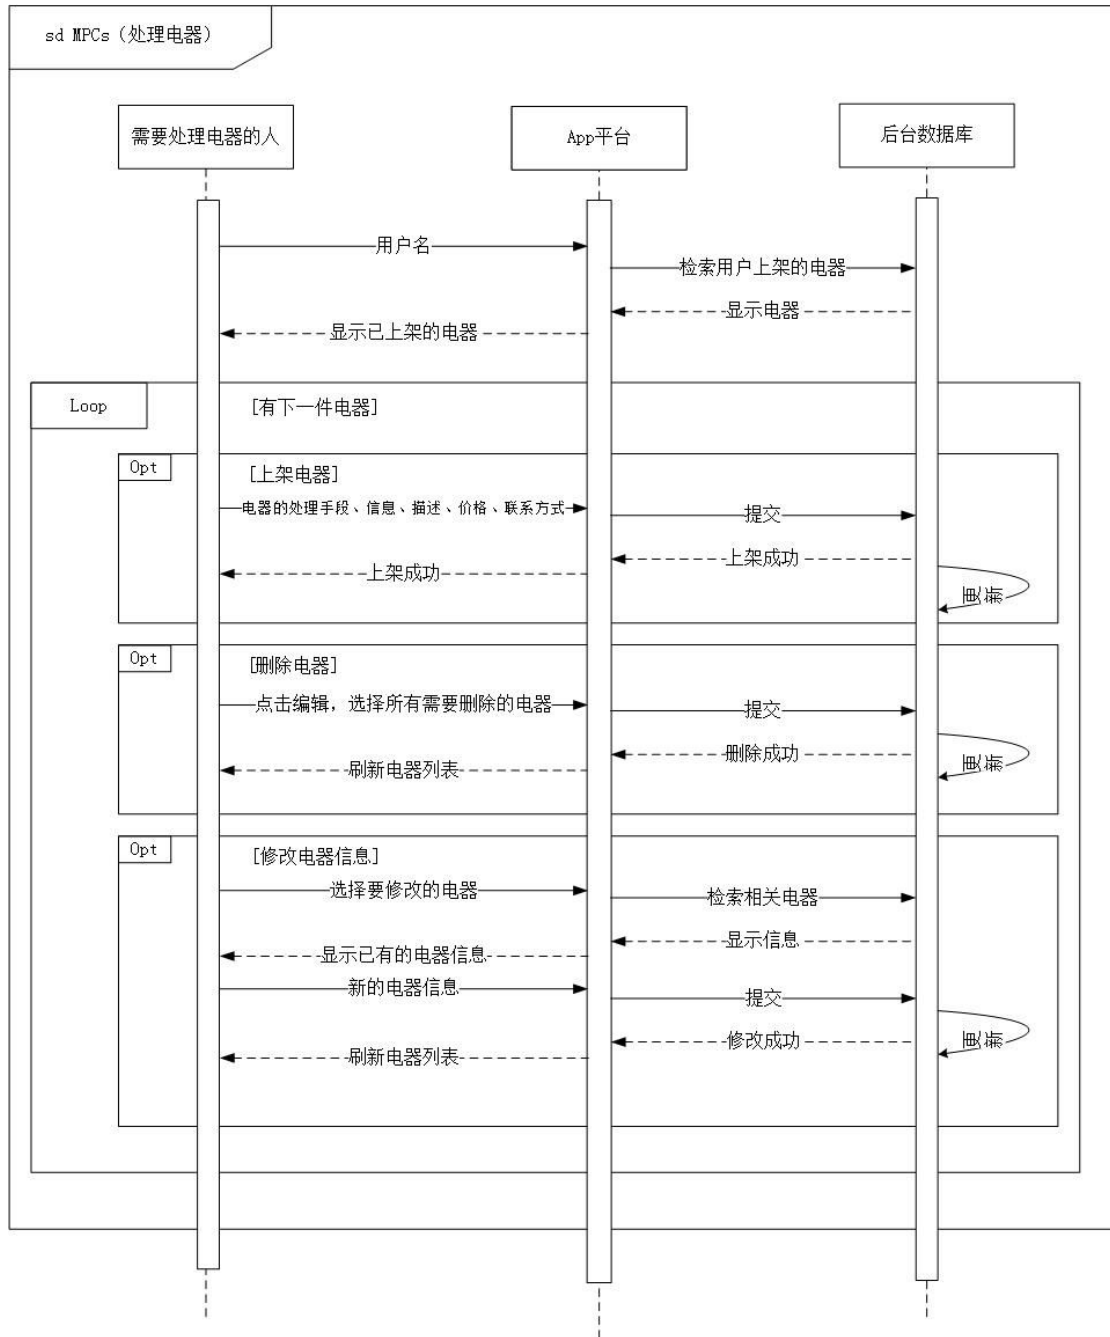 sd MPCs（处理电器）
需要处理电器的人
App平台
后台数据库
用户名
检索用户上架的电器
显示电器
显示已上架的电器
Loop
[有下一件电器]
Opt
[上架电器]
电器的处理手段、信息、描述、价格、联系方式
提交
上架成功
上架成功
更新
Opt
[删除电器]
点击编辑，选择所有需要删除的电器
提交
删除成功
更新
刷新电器列表
Opt
[修改电器信息]
选择要修改的电器
检索相关电器
显示信息
显示已有的电器信息
新的电器信息
提交
修改成功
更新
刷新电器列表